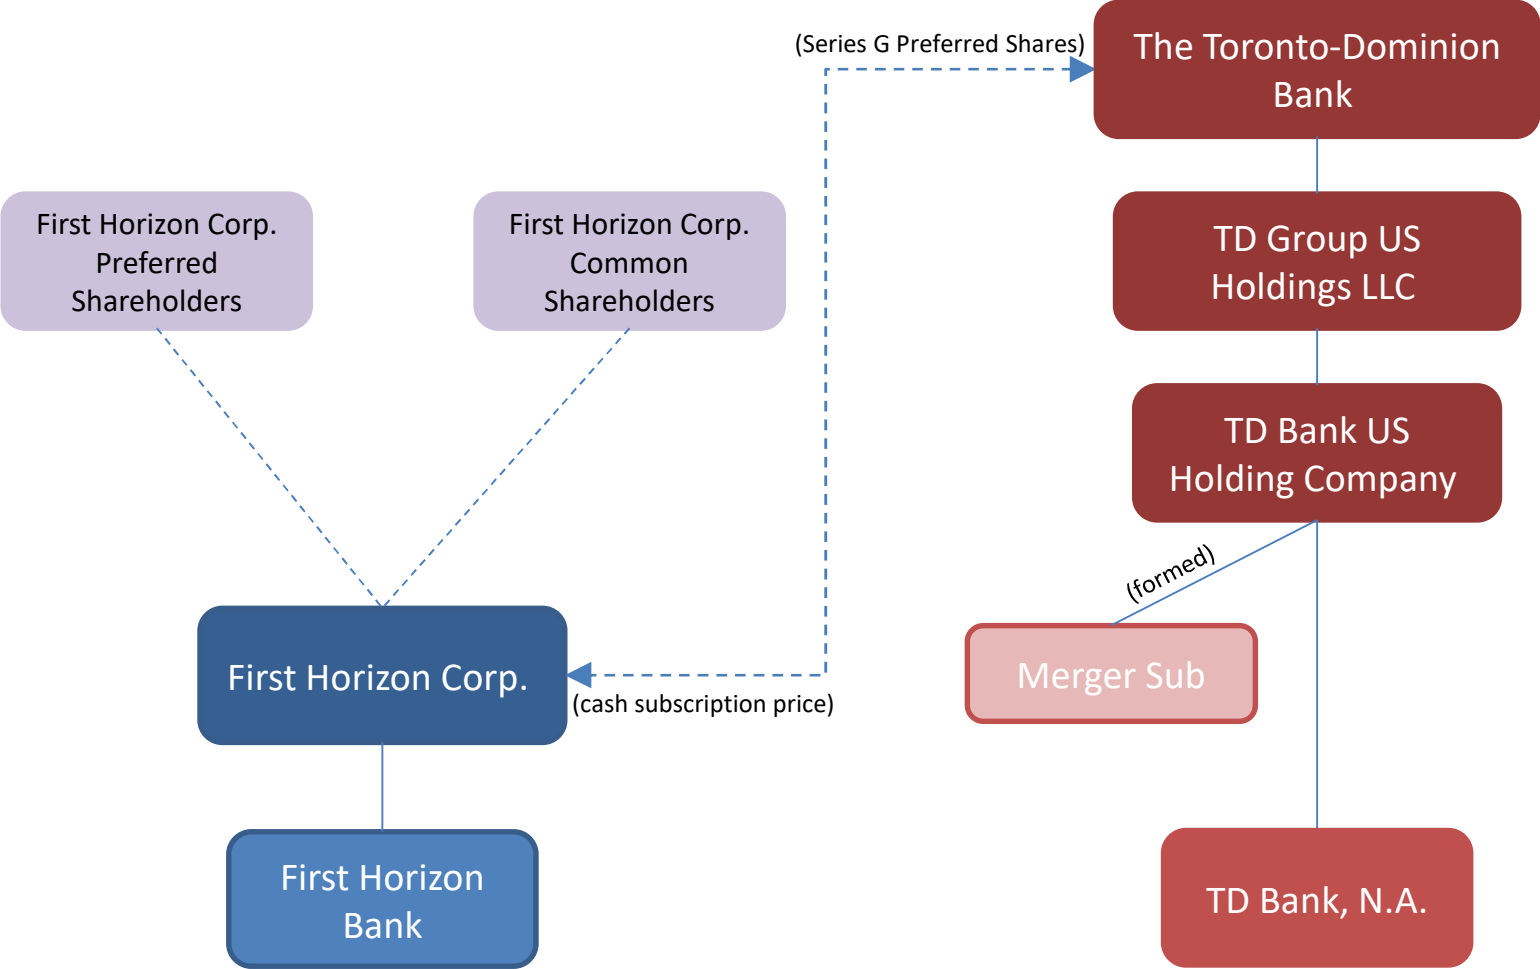 (Series G Preferred Shares)
The Toronto-Dominion
Bank
First Horizon Corp.
Preferred
Shareholders
First Horizon Corp.
Common
Shareholders
TD Group US
Holdings LLC
TD Bank US
Holding Company
(formed)
First Horizon Corp.
(cash subscription price)
Merger Sub
First Horizon
Bank
TD Bank, N.A.